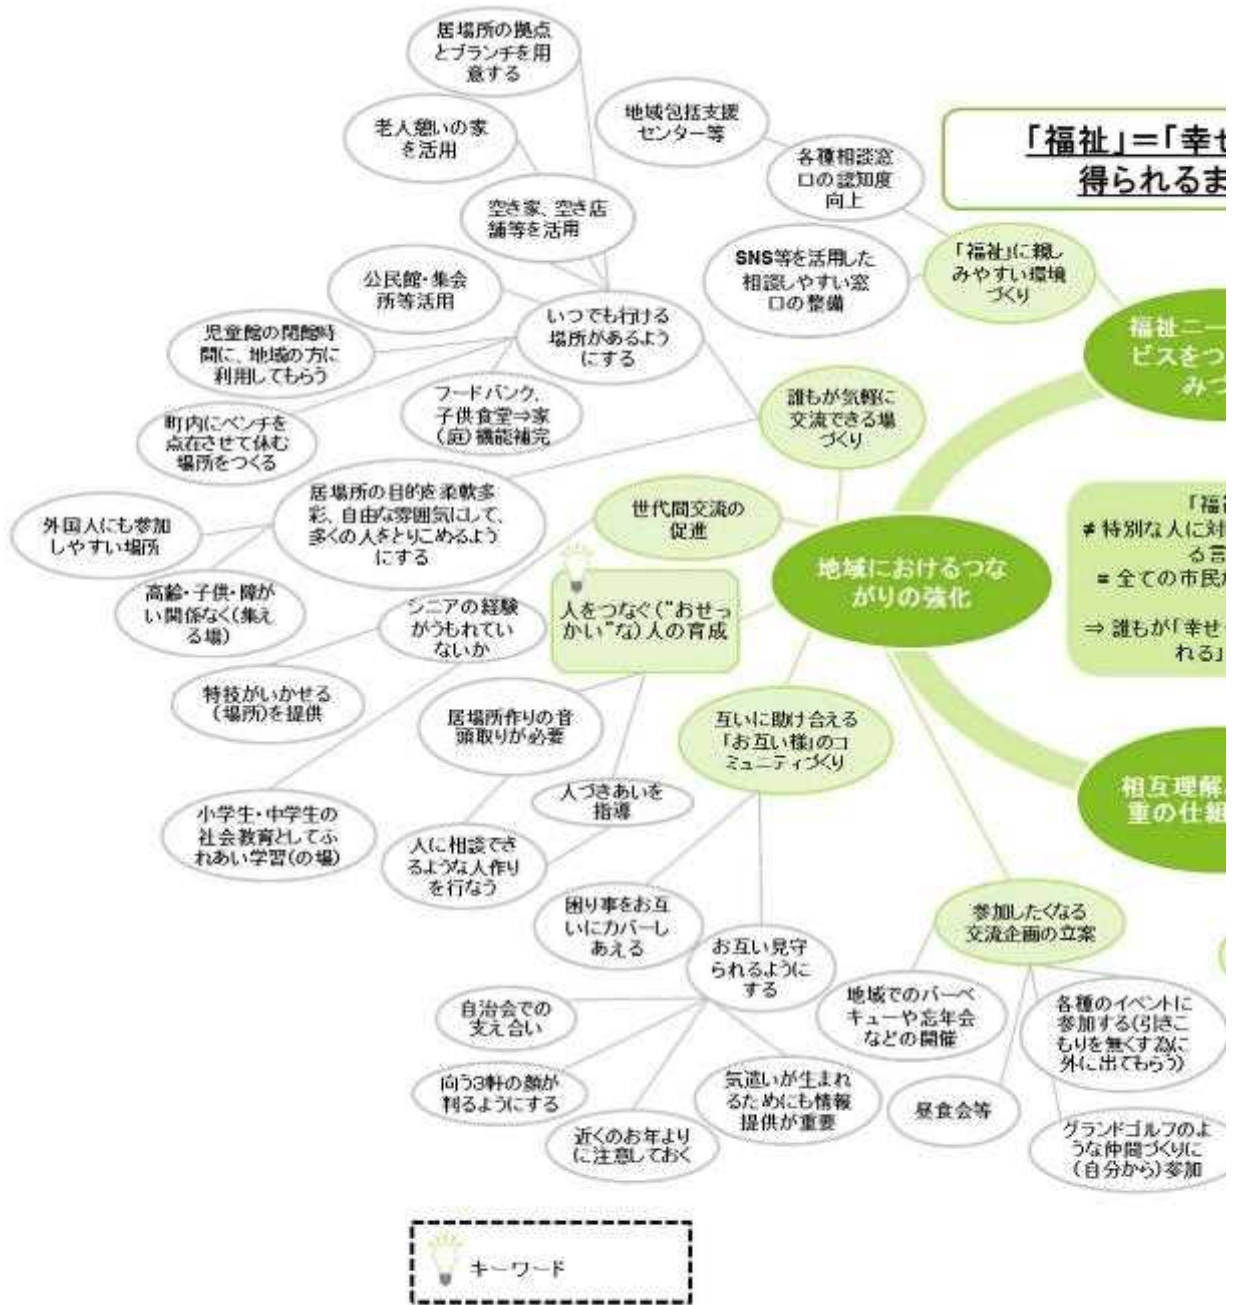 居場所の拠点
とブランチを用
意する
老人憩いの家
を活用
地域包括支援
センター等
各種相談窓
口の認知度
向上
「福祉」＝「幸せ
得られるま
空き家、空き店
舗等を活用
SNS等を活用した
相談しやすい窓
口の整備
「福祉」に親し
みやすい環境
づくり
公民館・集会
所等活用
いつでも行ける
場所があるよう
にする
福祉ニー
ビスをつ
みつ
児童館の閉館時
間に、地域の方に
利用してもらう
フードバンク、
子供食堂⇒家
（庭）機能補完
誰もが気軽に
交流できる場
づくり
町内にベンチを
点在させて休む
場所をつくる
居場所の目的を柔軟多
彩、自由な雰囲気にして、
多くの人をとりこめるよう
にする
世代間交流の
促進
外国人にも参加
しやすい場所
「福祉
≠ 特別な人に対
る言
＝ 全ての市民が
⇒ 誰もが「幸せ
れる」
地域におけるつな
がりの強化
高齢・子供・障が
い関係なく（集え
る場）
シニアの経験
がうもれてい
ないか
人をつなぐ（“おせっ
かい”な）人の育成
特技がいかせる
（場所）を提供
居場所作りの音
頭取りが必要
互いに助け合える
「お互い様」のコ
ミュニティづくり
人づきあいを
指導
相互理解
重の仕組
小学生・中学生の
社会教育としてふ
れあい学習（の場）
人に相談でき
るような人作り
を行なう
困り事をお互
いにカバーし
あえる
参加したくなる
交流企画の立案
お互い見守
られるように
する
自治会での
支え合い
地域でのバーベ
キューや忘年会
などの開催
各種のイベントに
参加する（引きこ
もりを無くす為に
外に出てもらう）
向う3軒の顔が
判るようにする
気遣いが生まれ
るためにも情報
提供が重要
昼食会等
近くのお年より
に注意しておく
グランドゴルフのよ
うな仲間づくりに
（自分から）参加
キーワード